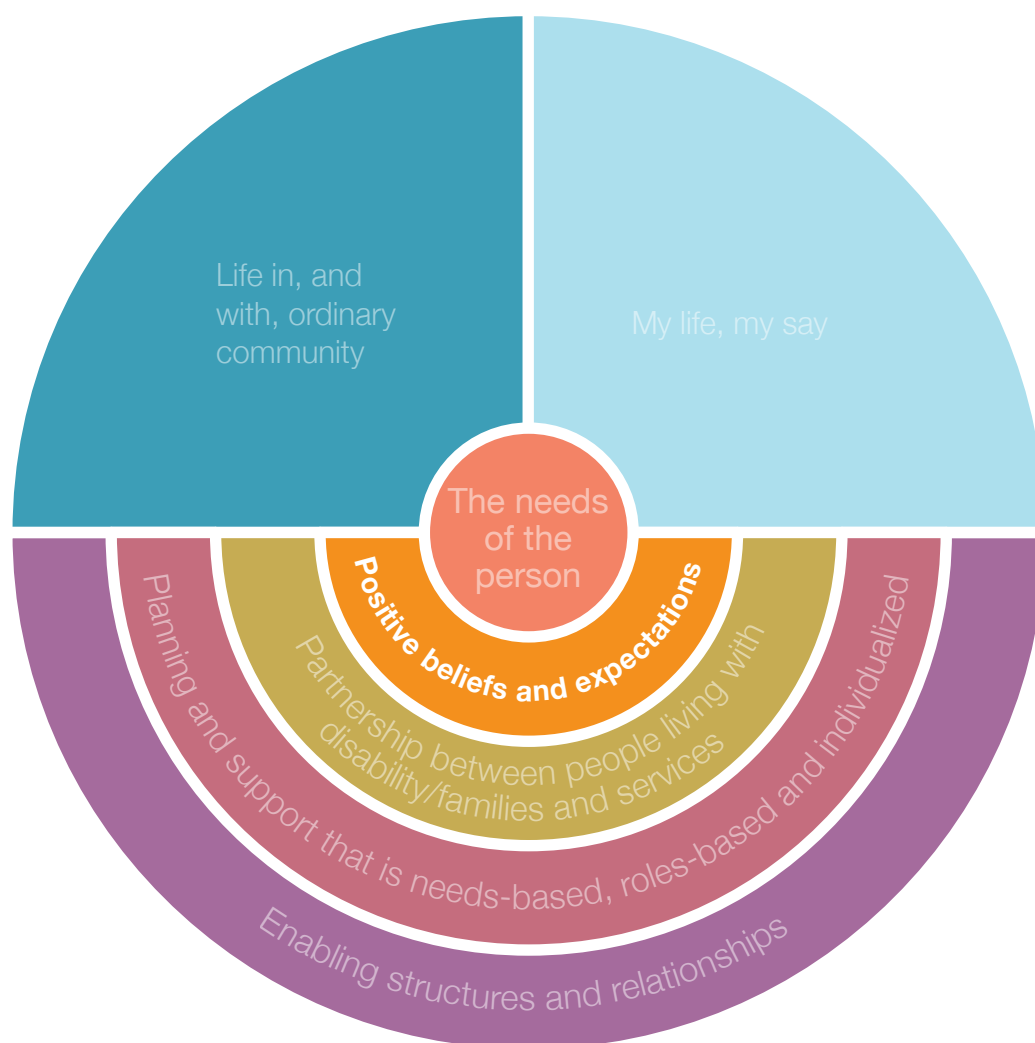 Life in, and
with, ordinary
community
My life, my say
The needs
of the
person
Positive beliefs and expectations
Partnership between people living with
disability/families and services
Planning and support that is needs-based, roles-based and individualized
Enabling structures and relationships